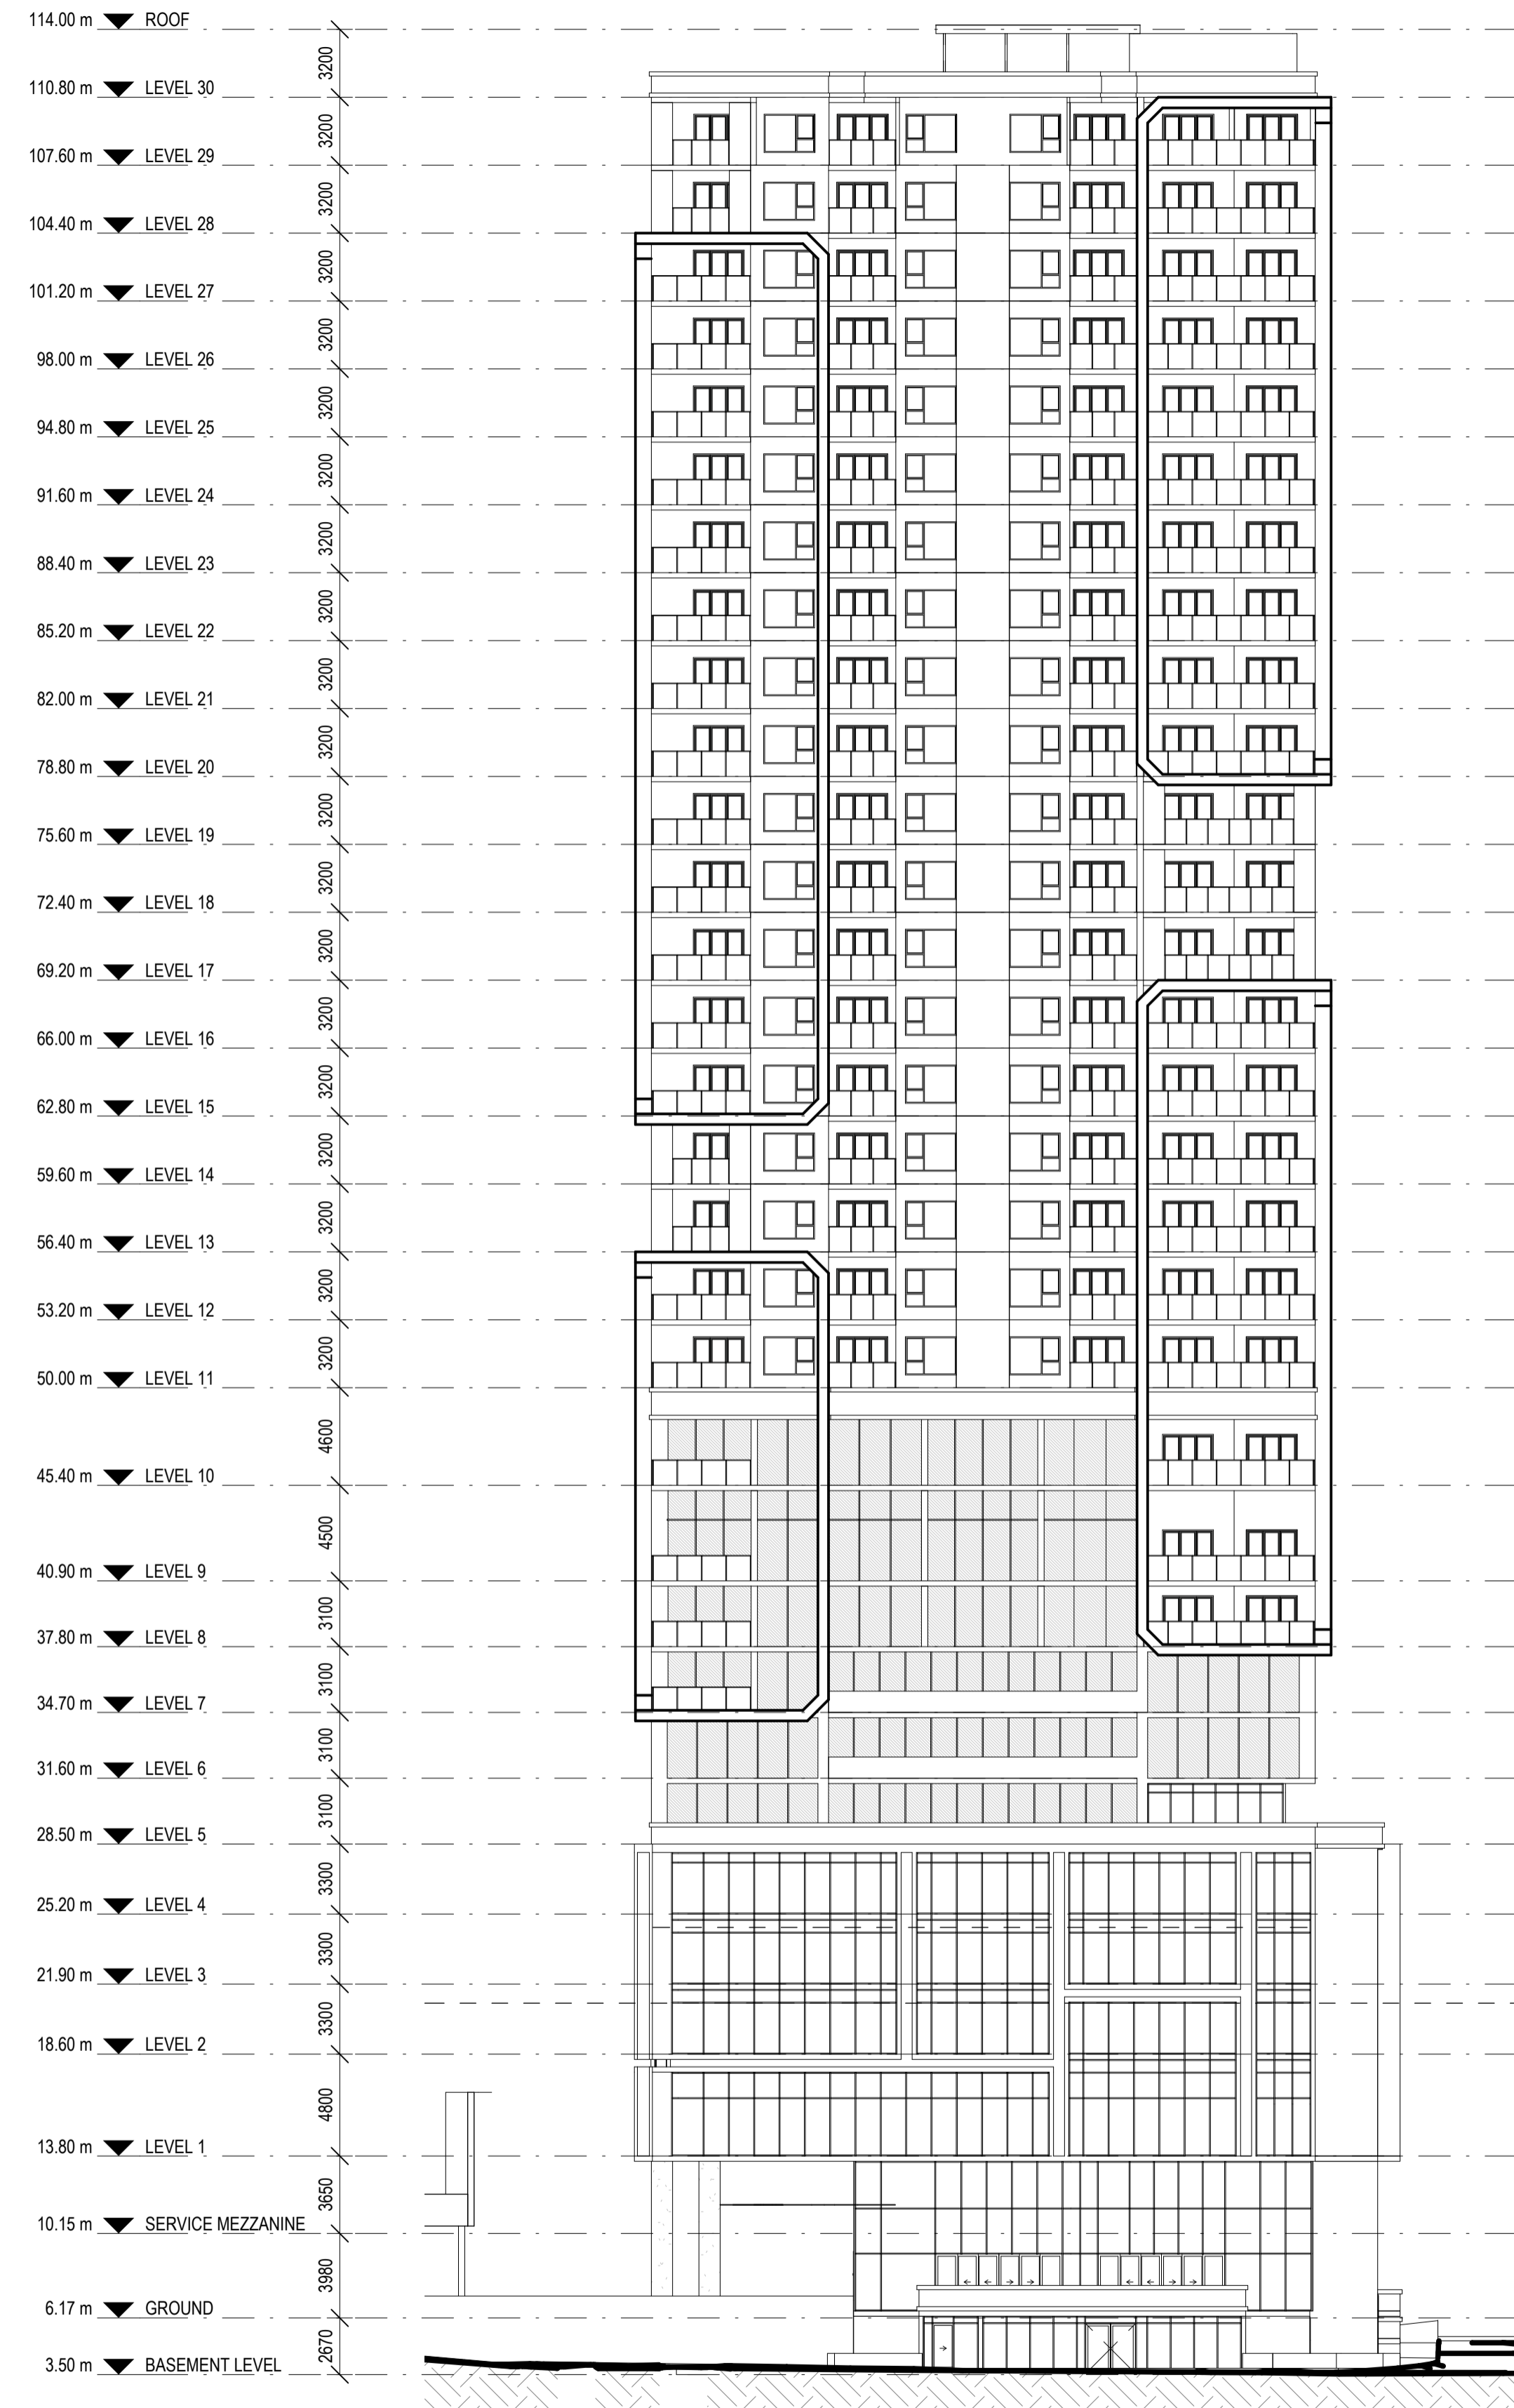 114.00 m ROOF
3200
110.80 m LEVEL 30
3200
107.60 m LEVEL 29
3200
104.40 m LEVEL 28
3200
101.20 m LEVEL 27
3200
98.00 m LEVEL 26
3200
94.80 m LEVEL 25
3200
91.60 m LEVEL 24
3200
88.40 m LEVEL 23
3200
85.20 m LEVEL 22
3200
82.00 m LEVEL 21
3200
78.80 m LEVEL 20
3200
75.60 m LEVEL 19
3200
72.40 m LEVEL 18
3200
69.20 m LEVEL 17
3200
66.00 m LEVEL 16
3200
62.80 m LEVEL 15
3200
59.60 m LEVEL 14
3200
56.40 m LEVEL 13
3200
53.20 m LEVEL 12
3200
50.00 m LEVEL 11
4600
45.40 m LEVEL 10
4500
40.90 m LEVEL 9
3100
37.80 m LEVEL 8
3100
34.70 m LEVEL 7
3100
31.60 m LEVEL 6
3100
28.50 m LEVEL 5
3300
25.20 m LEVEL 4
3300
21.90 m LEVEL 3
3300
18.60 m LEVEL 2
4800
13.80 m LEVEL 1
3650
10.15 m SERVICE MEZZANINE
3980
6.17 m GROUND
2670
3.50 m BASEMENT LEVEL